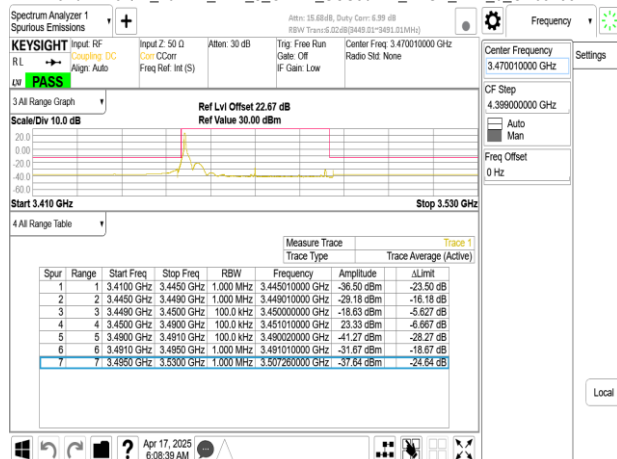 Spectrum Analyzer 1
Spurious Emissions
Attn: 15.68dB, Duty Corr: 6.99 dB
RBW Trans:6.02dB(3449.01MHz~3491.01MHz)
Frequency
KEYSIGHT Input: RF Input Z: 50 Ω Atten: 30 dB Trig: Free Run Center Freq: 3.470010000 GHz
RL Coupling: DC Corr CCorr Gate: Off Radio Std: None
Align: Auto Freq Ref: Int (S) IF Gain: Low
LXI PASS
Center Frequency
3.470010000 GHz
Settings
CF Step
4.399000000 GHz
Auto
Man
Freq Offset
0 Hz
3 All Range Graph
Ref Lvl Offset 22.67 dB
Scale/Div 10.0 dB Ref Value 30.00 dBm
20.0
0.00
-20.0
-40.0
-60.0
Start 3.410 GHz Stop 3.530 GHz
4 All Range Table
Measure Trace Trace 1
Trace Type Trace Average (Active)
Spur Range Start Freq Stop Freq RBW Frequency Amplitude ΔLimit
1 1 3.4100 GHz 3.4450 GHz 1.000 MHz 3.445010000 GHz -36.50 dBm -23.50 dB
2 2 3.4450 GHz 3.4490 GHz 1.000 MHz 3.449010000 GHz -29.18 dBm -16.18 dB
3 3 3.4490 GHz 3.4500 GHz 100.0 kHz 3.450000000 GHz -18.63 dBm -5.627 dB
4 4 3.4500 GHz 3.4900 GHz 100.0 kHz 3.451010000 GHz 23.33 dBm -6.667 dB
5 5 3.4900 GHz 3.4910 GHz 100.0 kHz 3.490020000 GHz -41.27 dBm -28.27 dB
6 6 3.4910 GHz 3.4950 GHz 1.000 MHz 3.491010000 GHz -31.67 dBm -18.67 dB
7 7 3.4950 GHz 3.5300 GHz 1.000 MHz 3.507260000 GHz -37.64 dBm -24.64 dB
Local
? Apr 17, 2025
6:08:39 AM